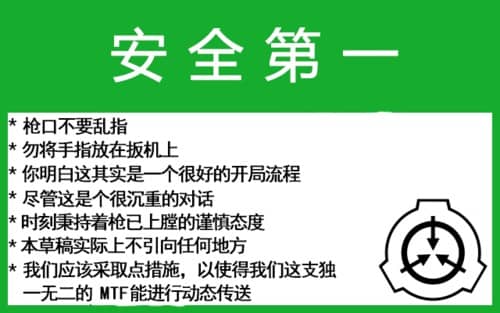 安全第一
* 枪口不要乱指
* 勿将手指放在扳机上
* 你明白这其实是一个很好的开局流程
* 尽管这是个很沉重的对话
* 时刻秉持着枪已上膛的谨慎态度
* 本草稿实际上不引向任何地方
* 我们应该采取点措施，以使得我们这支独
一无二的 MTF能进行动态传送